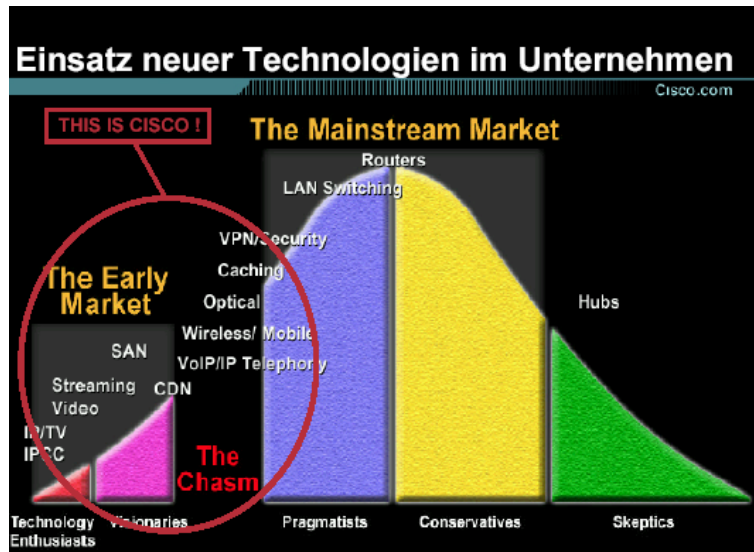 Einsatz neuer Technologien im Unternehmen
Cisco.com
THIS IS CISCO !
The Mainstream Market
Routers
LAN Switching
VPN/Security
Caching
Optical
Wireless/ Mobile
VoIP/IP Telephony
The Early
Market
SAN
Streaming
Video
CDN
IP/TV
IPCC
The
Chasm
Hubs
Technology
Enthusiasts
Visionaries
Pragmatists
Conservatives
Skeptics